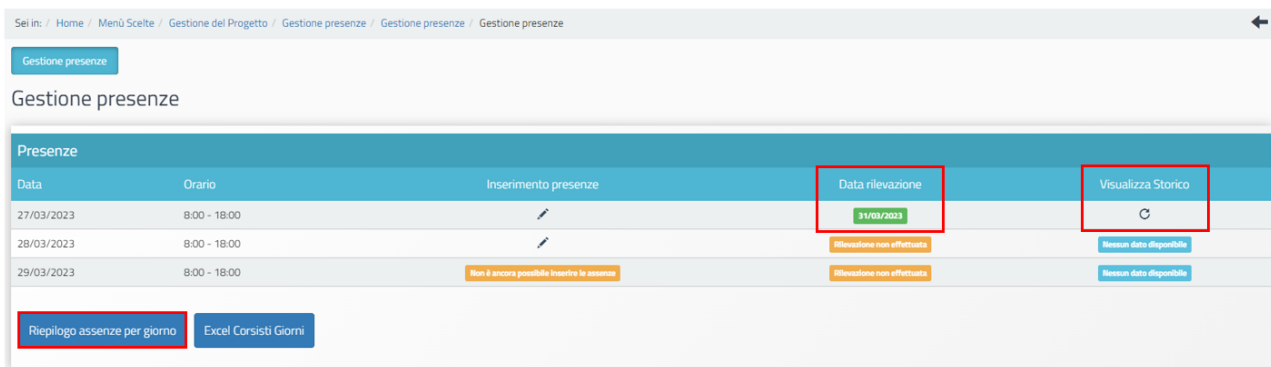 Sei in: / Home / Menù Scelte / Gestione del Progetto / Gestione presenze / Gestione presenze / Gestione presenze
Gestione presenze
Gestione presenze
Presenze
Data Orario Inserimento presenze Data rilevazione Visualizza Storico
27/03/2023 8:00 - 18:00 31/03/2023
28/03/2023 8:00 - 18:00 Rilevazione non effettuata Nessun dato disponibile
29/03/2023 8:00 - 18:00 Non è ancora possibile inserire le assenze Rilevazione non effettuata Nessun dato disponibile
Riepilogo assenze per giorno Excel Corsisti Giorni